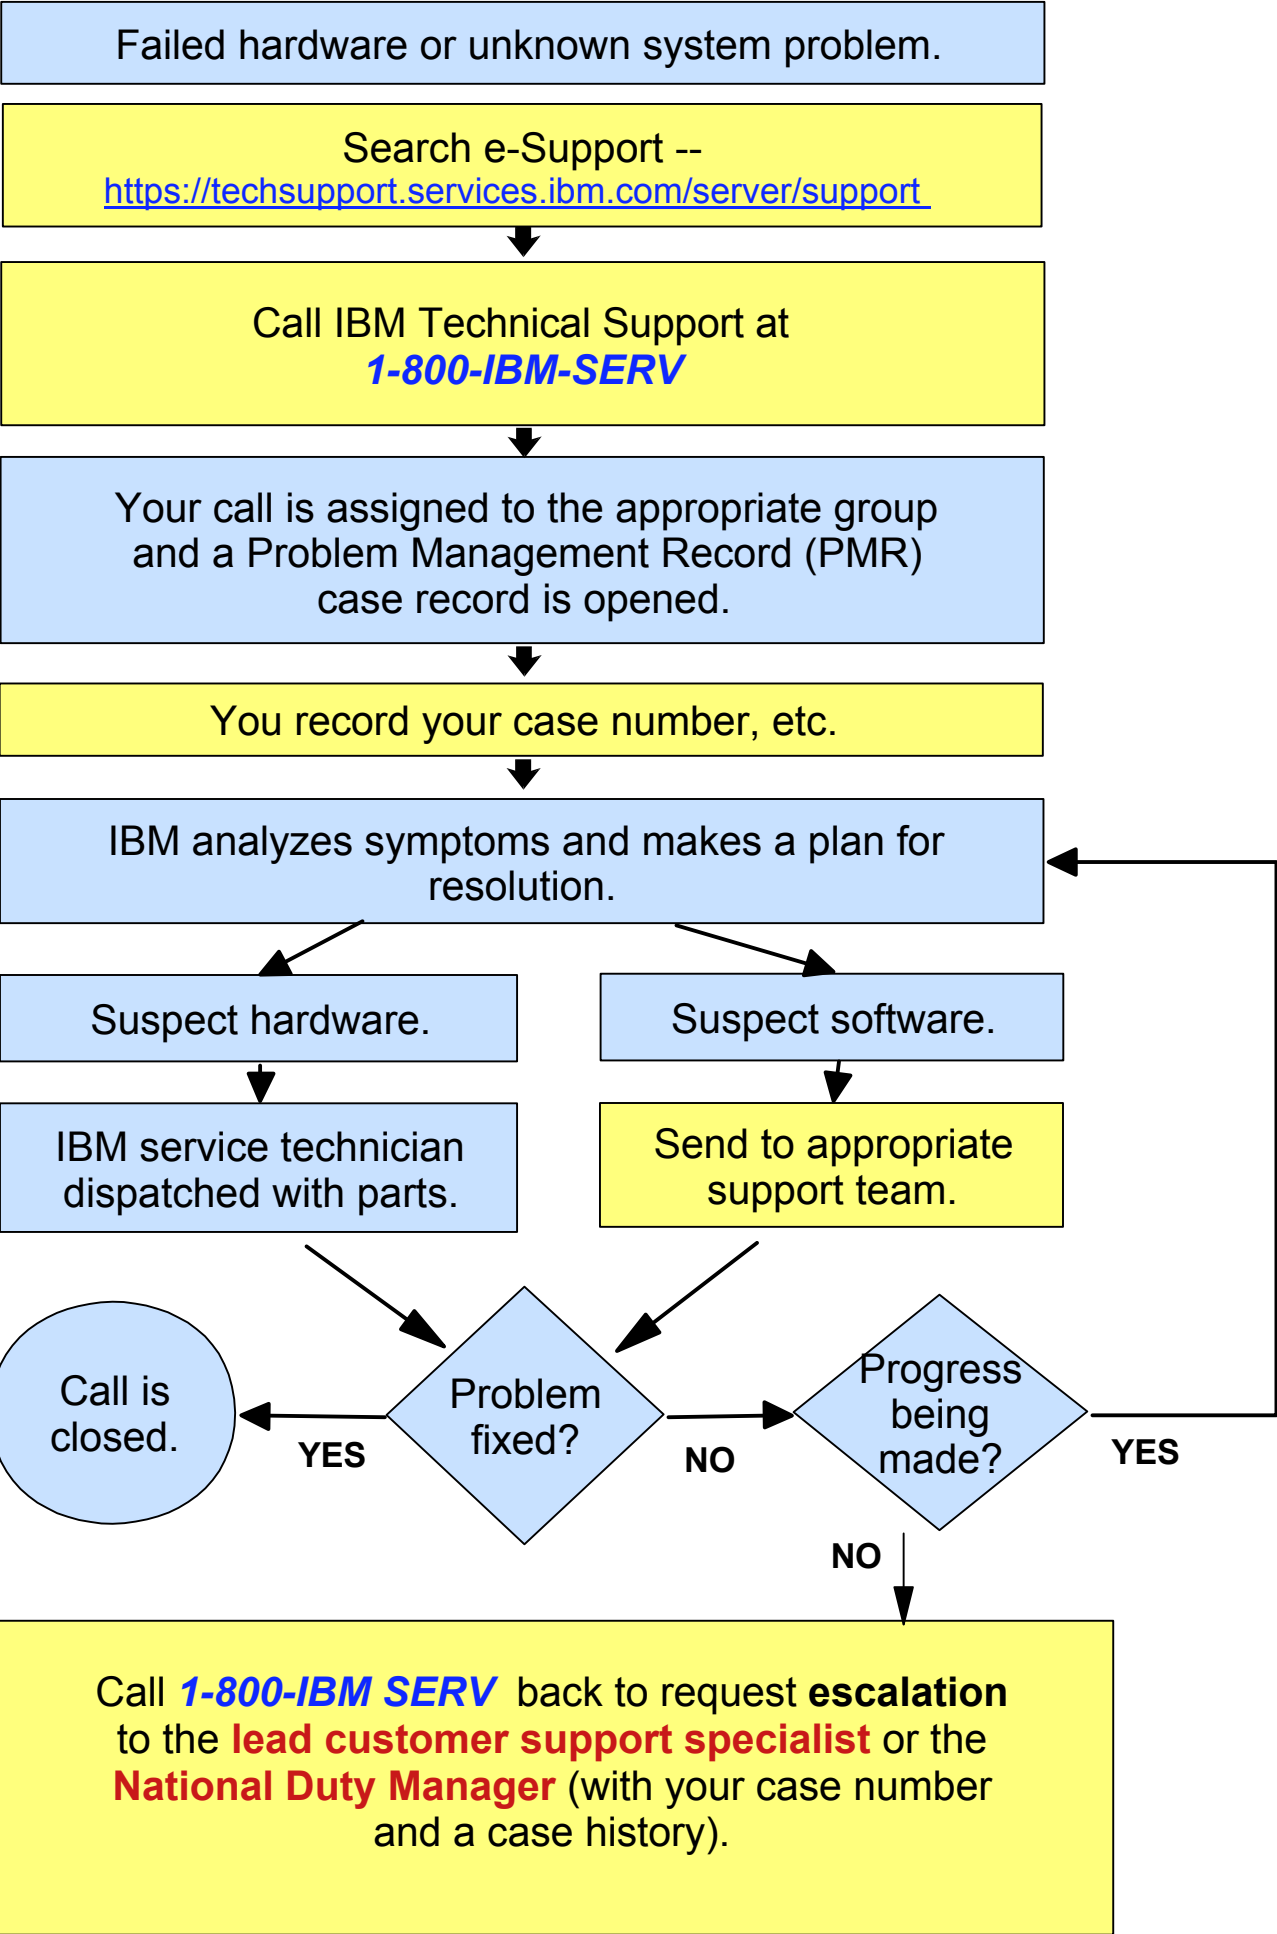 Failed hardware or unknown system problem.
Search e-Support --
https://techsupport.services.ibm.com/server/support
Call IBM Technical Support at
1-800-IBM-SERV
Your call is assigned to the appropriate group
and a Problem Management Record (PMR)
case record is opened.
You record your case number, etc.
IBM analyzes symptoms and makes a plan for
resolution.
Suspect hardware.
Suspect software.
IBM service technician
dispatched with parts.
Send to appropriate
support team.
Call is
closed.
YES
Problem
fixed?
NO
Progress
being
made?
YES
NO
Call 1-800-IBM SERV back to request escalation
to the lead customer support specialist or the
National Duty Manager (with your case number
and a case history).